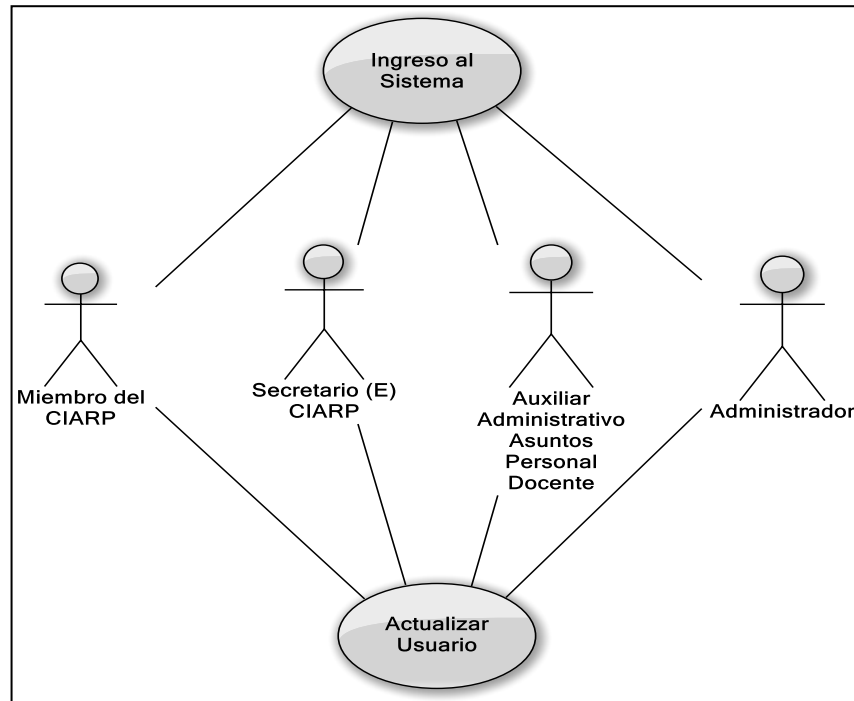 Ingreso al
Sistema
Miembro del
CIARP
Secretario (E)
CIARP
Auxiliar
Administrativo
Asuntos
Personal
Docente
Administrador
Actualizar
Usuario